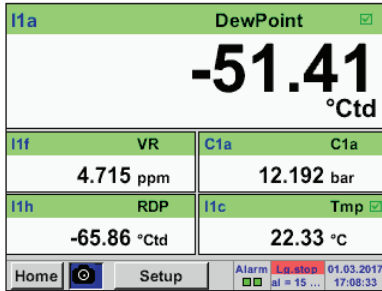 I1a DewPoint
-51.41
°Ctd
I1f VR C1a C1a
4.715 ppm 12.192 bar
I1h RDP I1c Tmp
-65.86 °Ctd 22.33 °C
Home Setup Alarm Lg.stop 01.03.2017
al = 15 ... 17:08:33